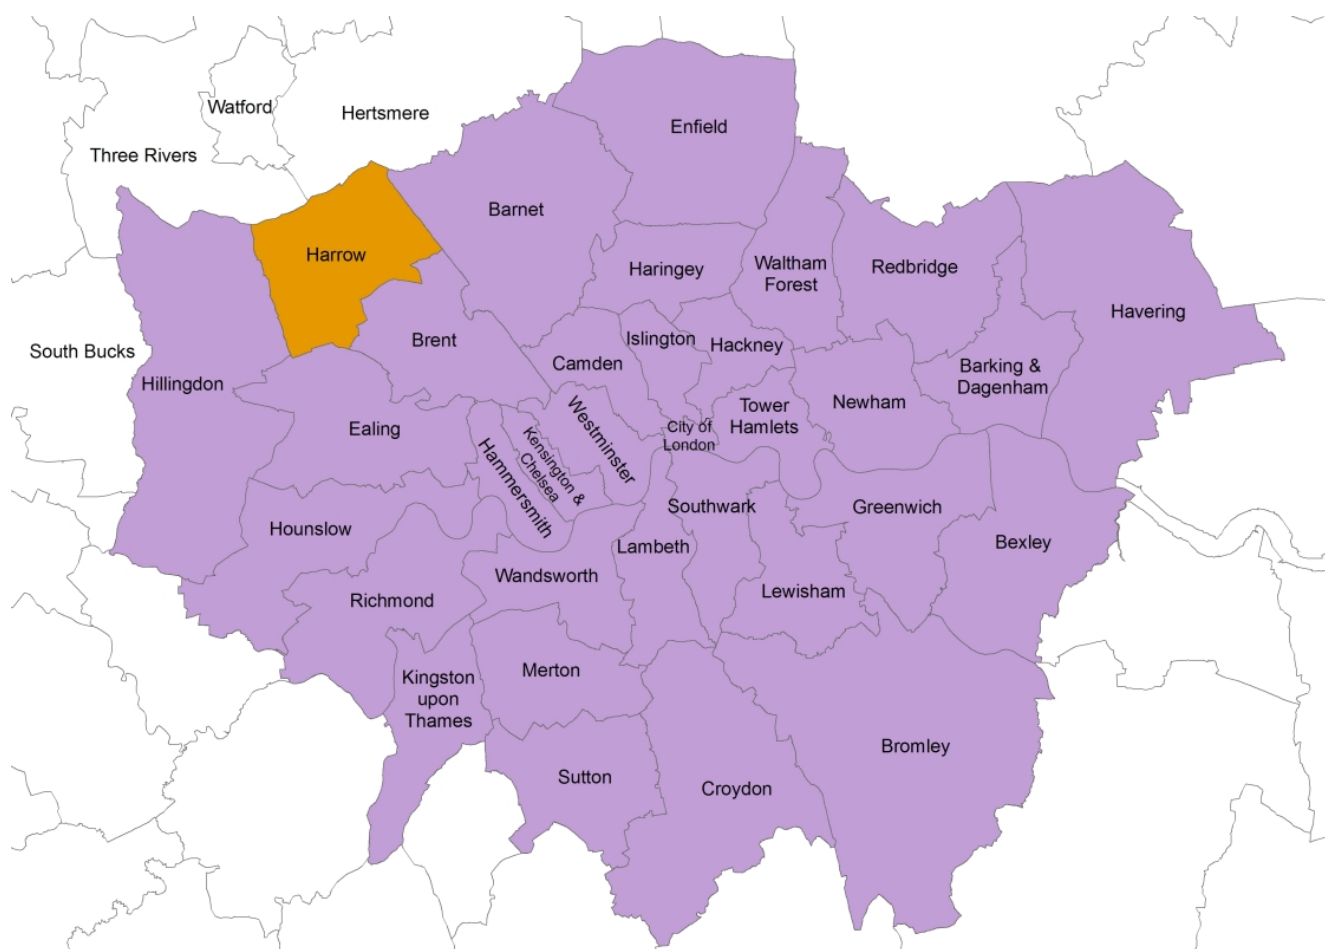 Watford
Hertsmere
Enfield
Three Rivers
Barnet
Harrow
Haringey
Waltham
Forest
Redbridge
Havering
South Bucks
Hillingdon
Brent
Camden
Islington
Hackney
Barking &
Dagenham
Ealing
Hammersmith
Kensington &
Chelsea
Westminster
City of
London
Tower
Hamlets
Newham
Hounslow
Southwark
Greenwich
Bexley
Richmond
Wandsworth
Lambeth
Lewisham
Kingston
upon
Thames
Merton
Sutton
Croydon
Bromley